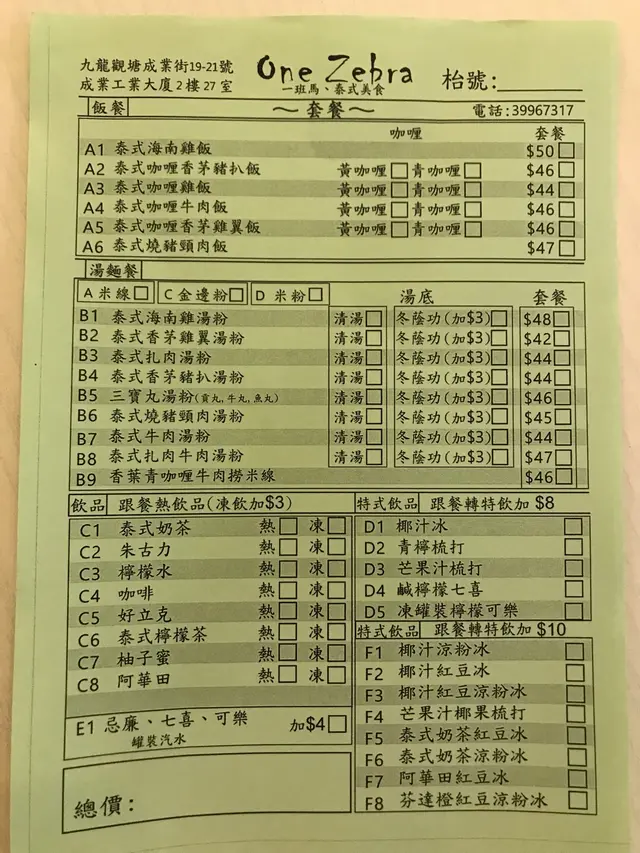 九龍觀塘成業街19-21號
成業工業大廈2樓27室
One Zebra
一班馬、泰式美食
枱號：
飯餐
～套餐～
電話：39967317
咖喱 套餐
A1 泰式海南雞飯 $50
A2 泰式咖喱香茅豬扒飯 黃咖喱 青咖喱 $46
A3 泰式咖喱雞飯 黃咖喱 青咖喱 $44
A4 泰式咖喱牛肉飯 黃咖喱 青咖喱 $46
A5 泰式咖喱香茅雞翼飯 黃咖喱 青咖喱 $46
A6 泰式燒豬頸肉飯 $47
湯麵餐
A 米線 C 金邊粉 D 米粉 湯底 套餐
B1 泰式海南雞湯粉 清湯 冬蔭功(加$3) $48
B2 泰式香茅雞翼湯粉 清湯 冬蔭功(加$3) $42
B3 泰式扎肉湯粉 清湯 冬蔭功(加$3) $44
B4 泰式香茅豬扒湯粉 清湯 冬蔭功(加$3) $44
B5 三寶丸湯粉(貢丸,牛丸,魚丸) 清湯 冬蔭功(加$3) $46
B6 泰式燒豬頸肉湯粉 清湯 冬蔭功(加$3) $45
B7 泰式牛肉湯粉 清湯 冬蔭功(加$3) $44
B8 泰式扎肉牛肉湯粉 清湯 冬蔭功(加$3) $47
B9 香葉青咖喱牛肉撈米線 $46
飲品 跟餐熱飲品(凍飲加$3)
C1 泰式奶茶 熱 凍
C2 朱古力 熱 凍
C3 檸檬水 熱 凍
C4 咖啡 熱 凍
C5 好立克 熱 凍
C6 泰式檸檬茶 熱 凍
C7 柚子蜜 熱 凍
C8 阿華田 熱 凍
E1 忌廉、七喜、可樂 加$4
罐裝汽水
總價：
特式飲品 跟餐轉特飲加 $8
D1 椰汁冰
D2 青檸梳打
D3 芒果汁梳打
D4 鹹檸檬七喜
D5 凍罐裝檸檬可樂
特式飲品 跟餐轉特飲加 $10
F1 椰汁涼粉冰
F2 椰汁紅豆冰
F3 椰汁紅豆涼粉冰
F4 芒果汁椰果梳打
F5 泰式奶茶紅豆冰
F6 泰式奶茶涼粉冰
F7 阿華田紅豆冰
F8 芬達橙紅豆涼粉冰